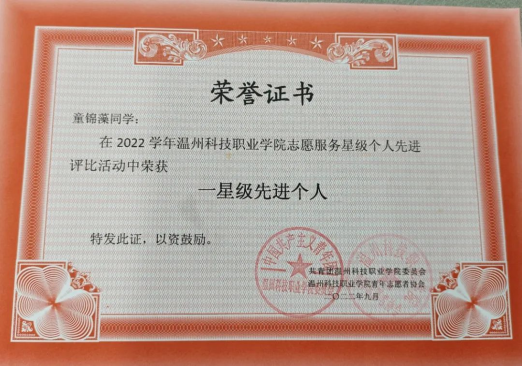 荣誉证书
童锦藻同学：
在 2022 学年温州科技职业学院志愿服务星级个人先进
评比活动中荣获
一星级先进个人
特发此证，以资鼓励。
共青团温州科技职业学院委员会
温州科技职业学院青年志愿者协会
二〇二二年九月